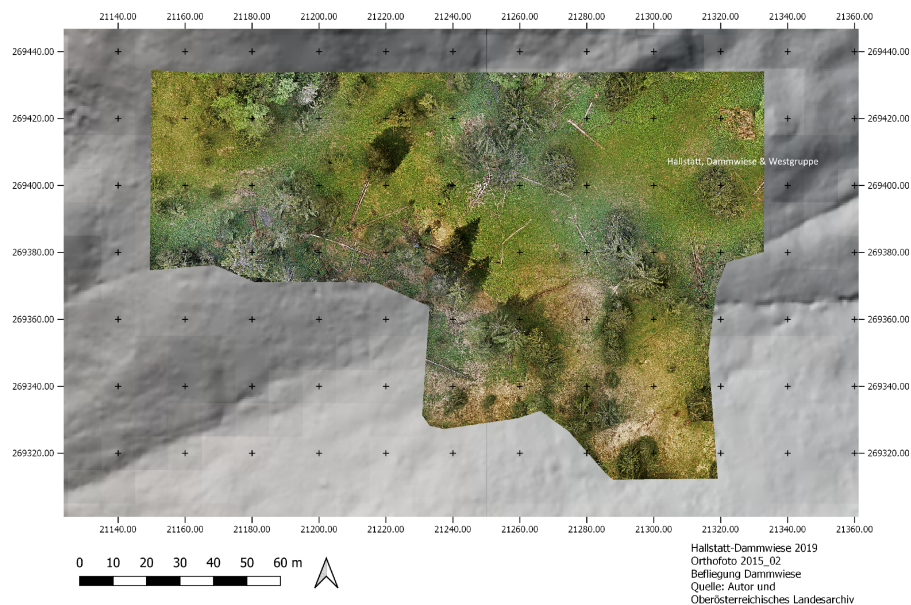 21140.00 21160.00 21180.00 21200.00 21220.00 21240.00 21260.00 21280.00 21300.00 21320.00 21340.00 21360.00
269440.00 269440.00
269420.00 269420.00
Hallstatt, Dammwiese & Westgruppe
269400.00 269400.00
269380.00 269380.00
269360.00 269360.00
269340.00 269340.00
269320.00 269320.00
21140.00 21160.00 21180.00 21200.00 21220.00 21240.00 21260.00 21280.00 21300.00 21320.00 21340.00 21360.00
0 10 20 30 40 50 60 m
Hallstatt-Dammwiese 2019
Orthofoto 2015_02
Befliegung Dammwiese
Quelle: Autor und
Oberösterreichisches Landesarchiv